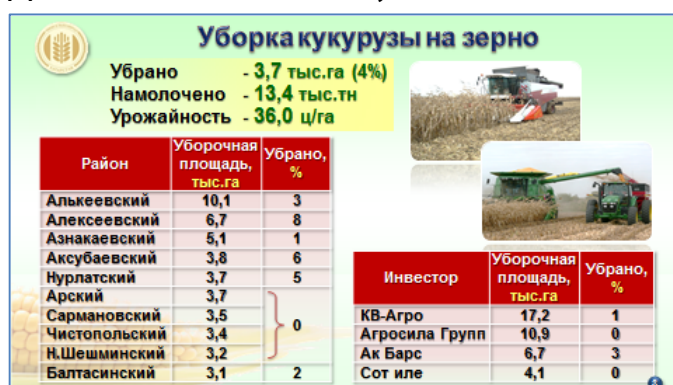 Уборка кукурузы на зерно
Убрано - 3,7 тыс.га (4%)
Намолочено - 13,4 тыс.тн
Урожайность - 36,0 ц/га
Район Уборочная площадь, тыс.га Убрано, %
Алькеевский 10,1 3
Алексеевский 6,7 8
Азнакаевский 5,1 1
Аксубаевский 3,8 6
Нурлатский 3,7 5
Арский 3,7
Сармановский 3,5
0
Чистопольский 3,4
Н.Шешминский 3,2
Балтасинский 3,1 2
Инвестор Уборочная площадь, тыс.га Убрано, %
КВ-Агро 17,2 1
Агросила Групп 10,9 0
Ак Барс 6,7 3
Сот иле 4,1 0